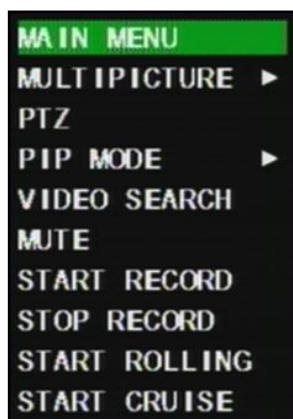 MAIN MENU
MULTIPICTURE ►
PTZ
PIP MODE ►
VIDEO SEARCH
MUTE
START RECORD
STOP RECORD
START ROLLING
START CRUISE